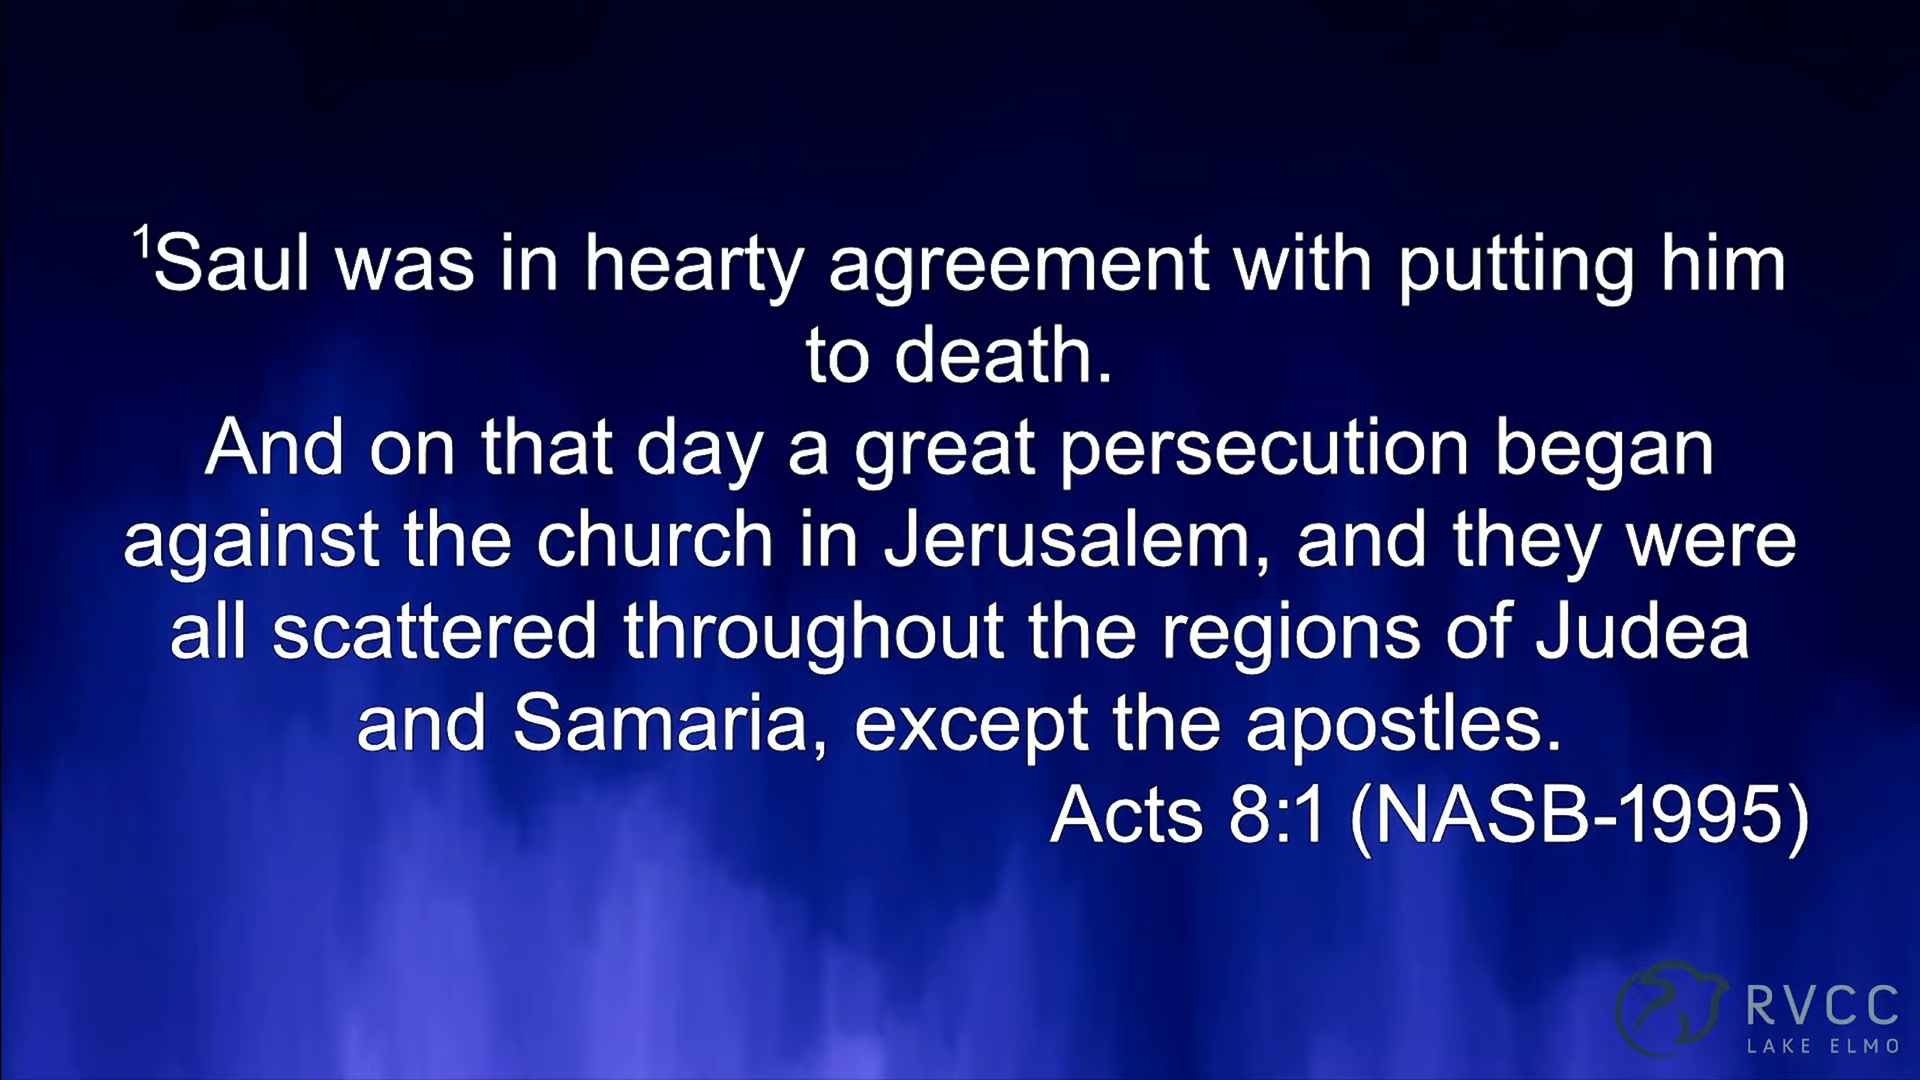 ¹Saul was in hearty agreement with putting him
to death.
And on that day a great persecution began
against the church in Jerusalem, and they were
all scattered throughout the regions of Judea
and Samaria, except the apostles.
Acts 8:1 (NASB-1995)
RVCC
LAKE ELMO